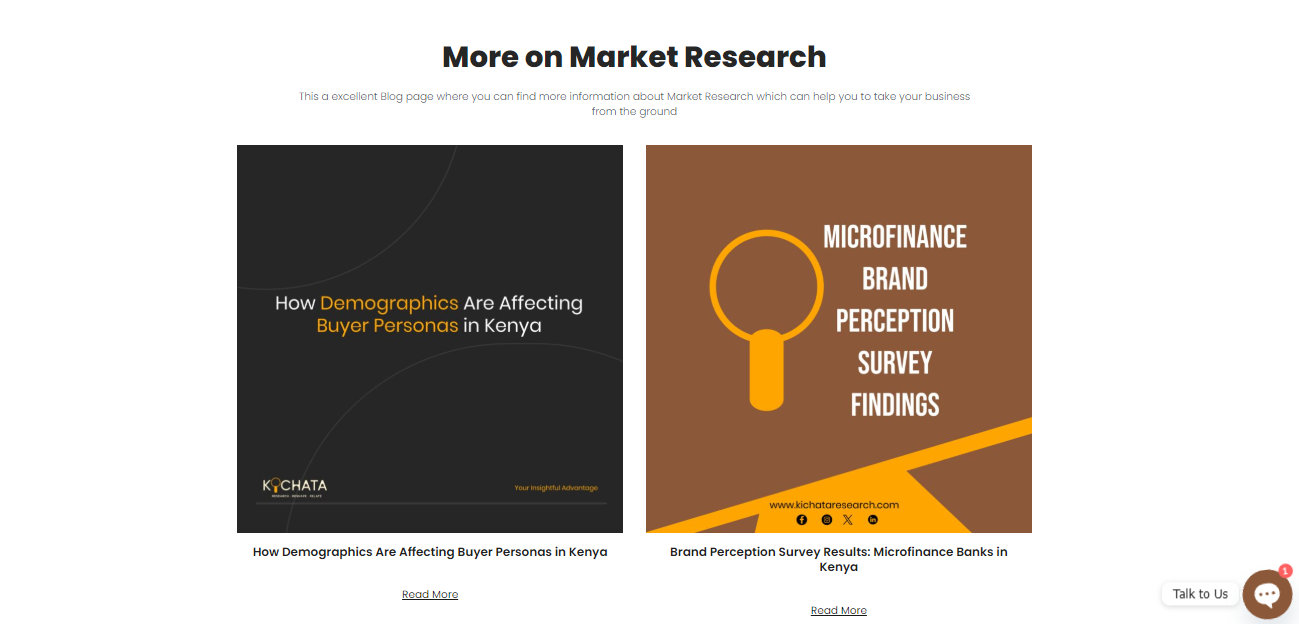 More on Market Research
This a excellent Blog page where you can find more information about Market Research which can help you to take your business
from the ground
How Demographics Are Affecting
Buyer Personas in Kenya
KICHATA
Your Insightful Advantage
MICROFINANCE
BRAND
PERCEPTION
SURVEY
FINDINGS
www.kichataresearch.com
How Demographics Are Affecting Buyer Personas in Kenya
Read More
Brand Perception Survey Results: Microfinance Banks in
Kenya
Read More
Talk to Us
1